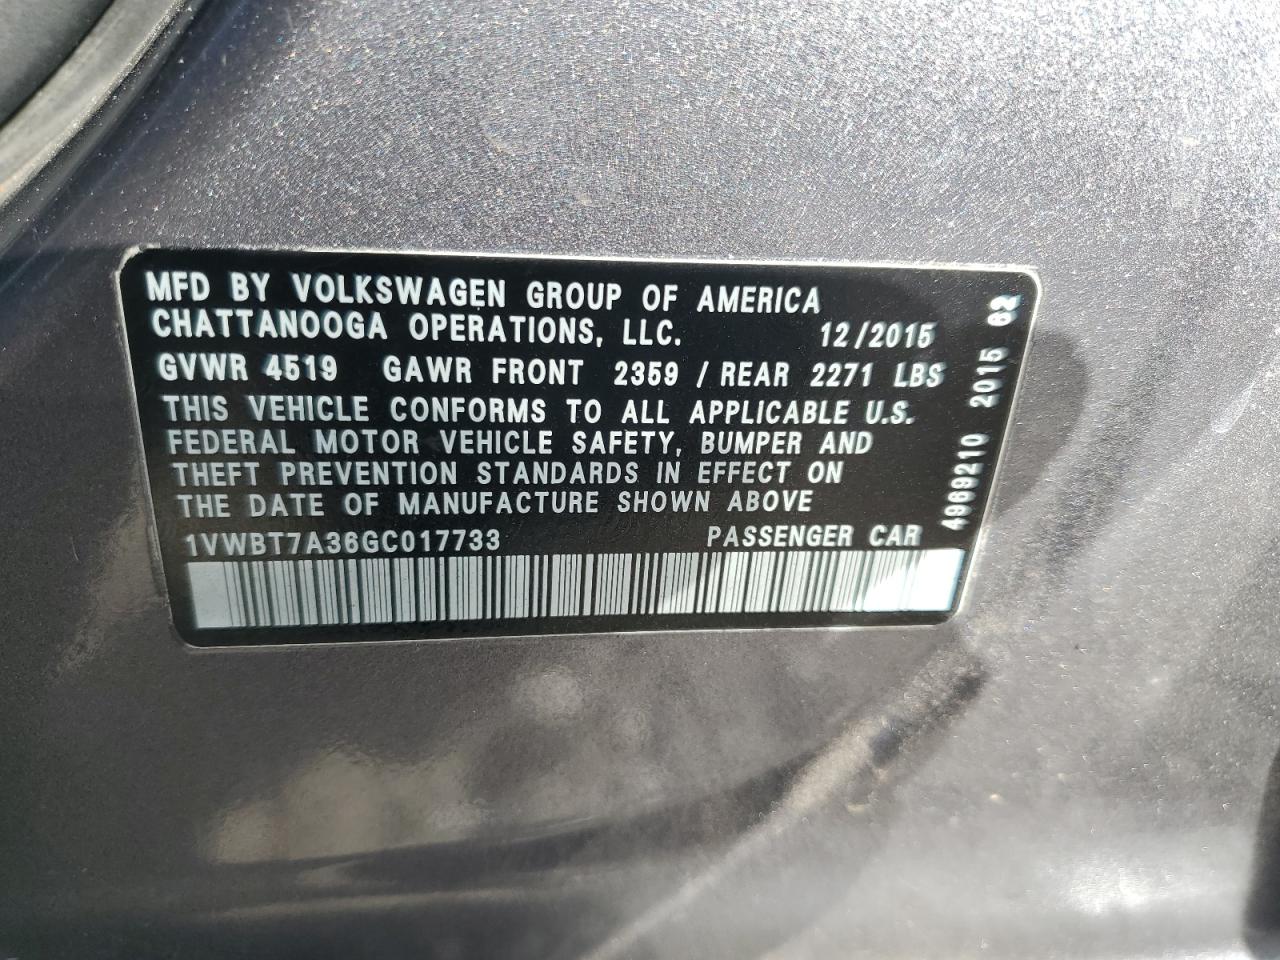 MFD BY VOLKSWAGEN GROUP OF AMERICA
CHATTANOOGA OPERATIONS, LLC. 12/2015
GVWR 4519 GAWR FRONT 2359 / REAR 2271 LBS
THIS VEHICLE CONFORMS TO ALL APPLICABLE U.S.
FEDERAL MOTOR VEHICLE SAFETY, BUMPER AND
THEFT PREVENTION STANDARDS IN EFFECT ON
THE DATE OF MANUFACTURE SHOWN ABOVE
1VWBT7A36GC017733 PASSENGER CAR
4969210 2015 62